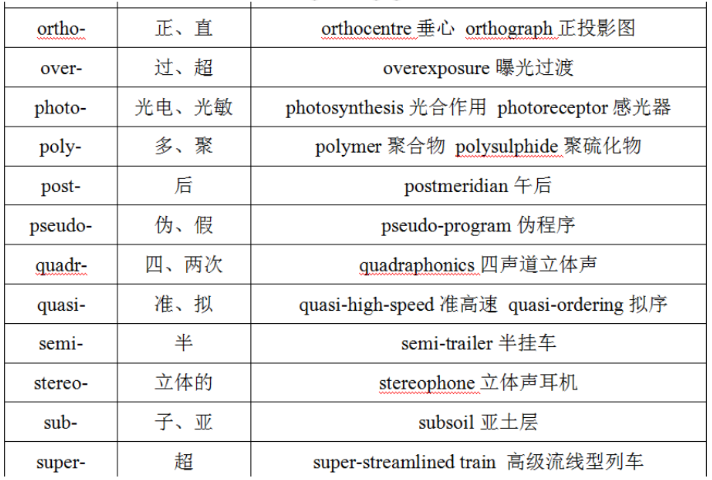 ortho- 正、直 orthocentre 垂心 orthograph 正投影图
over- 过、超 overexposure 曝光过渡
photo- 光电、光敏 photosynthesis 光合作用 photoreceptor 感光器
poly- 多、聚 polymer 聚合物 polysulphide 聚硫化物
post- 后 postmeridian 午后
pseudo- 伪、假 pseudo-program 伪程序
quadr- 四、两次 quadraphonics 四声道立体声
quasi- 准、拟 quasi-high-speed 准高速 quasi-ordering 拟序
semi- 半 semi-trailer 半挂车
stereo- 立体的 stereophone 立体声耳机
sub- 子、亚 subsoil 亚土层
super- 超 super-streamlined train 高级流线型列车